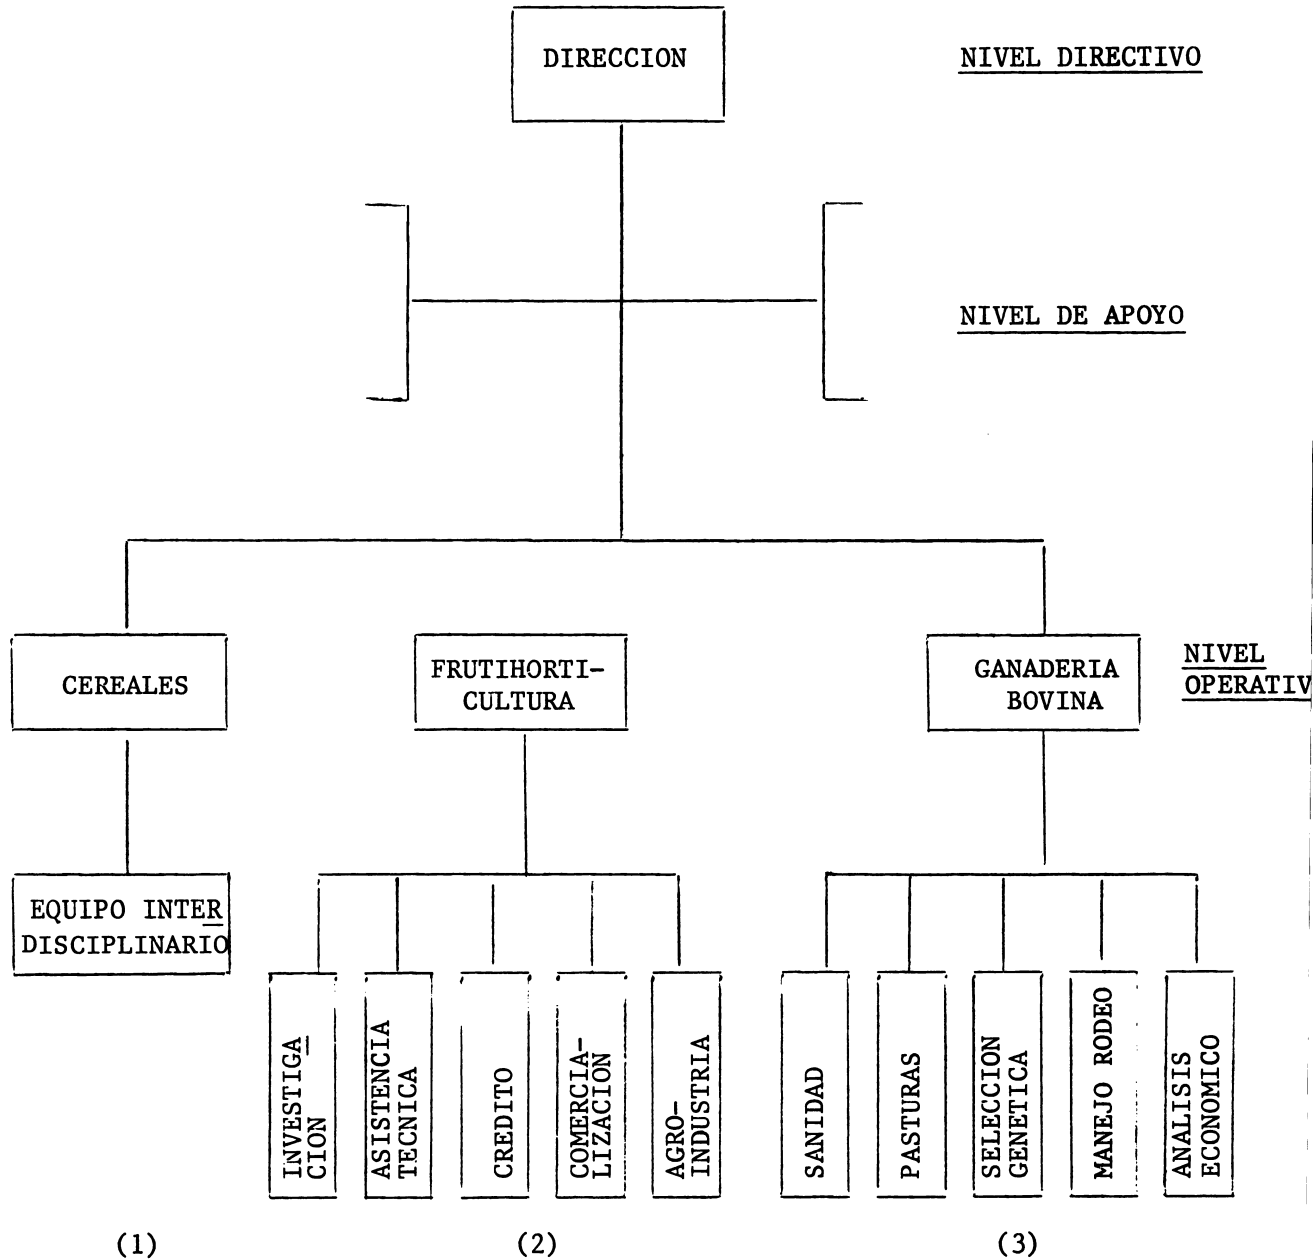 DIRECCION
NIVEL DIRECTIVO
NIVEL DE APOYO
CEREALES
FRUTIHORTI-
CULTURA
GANADERIA
BOVINA
NIVEL
OPERATIV
EQUIPO INTER
DISCIPLINARIO
INVESTIGA
CION
ASISTENCIA
TECNICA
CREDITO
COMERCIA-
LIZACION
AGRO-
INDUSTRIA
SANIDAD
PASTURAS
SELECCION
GENETICA
MANEJO RODEO
ANALISIS
ECONOMICO
(1)
(2)
(3)